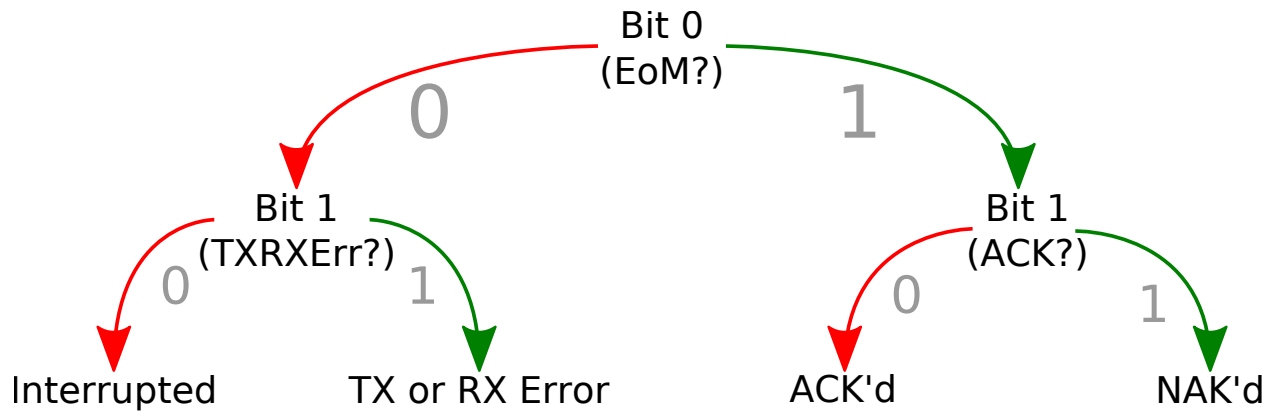 Bit 0
(EoM?)
0
1
Bit 1
(TXRXErr?)
Bit 1
(ACK?)
0
1
0
1
Interrupted
TX or RX Error
ACK'd
NAK'd